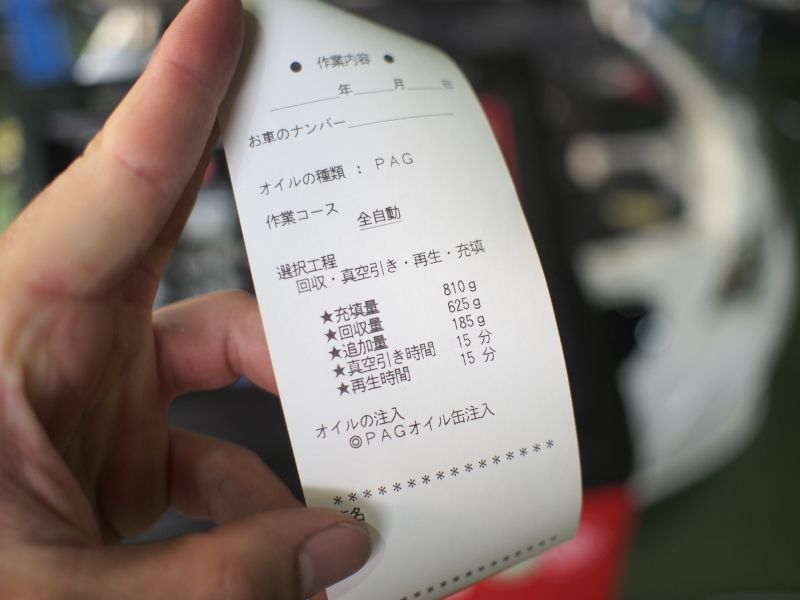 ● 作業内容 ●
年 月 日
お車のナンバー
オイルの種類 : PAG
作業コース 全自動
選択工程
回収・真空引き・再生・充填
★充填量 810g
★回収量 625g
★追加量 185g
★真空引き時間 15 分
★再生時間 15 分
オイルの注入
◎PAGオイル缶注入
***************
名